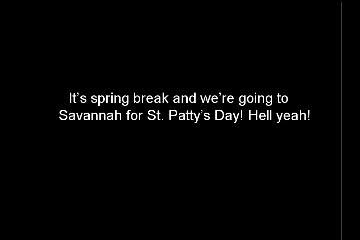 It's spring break and we're going to
Savannah for St. Patty's Day! Hell yeah!